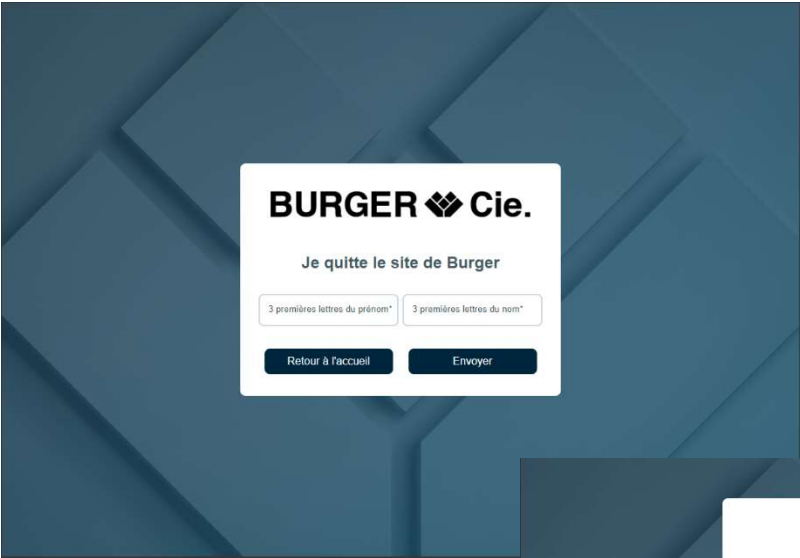 BURGER Cie.
Je quitte le site de Burger
3 premières lettres du prénom* 3 premières lettres du nom*
Retour à l'accueil Envoyer